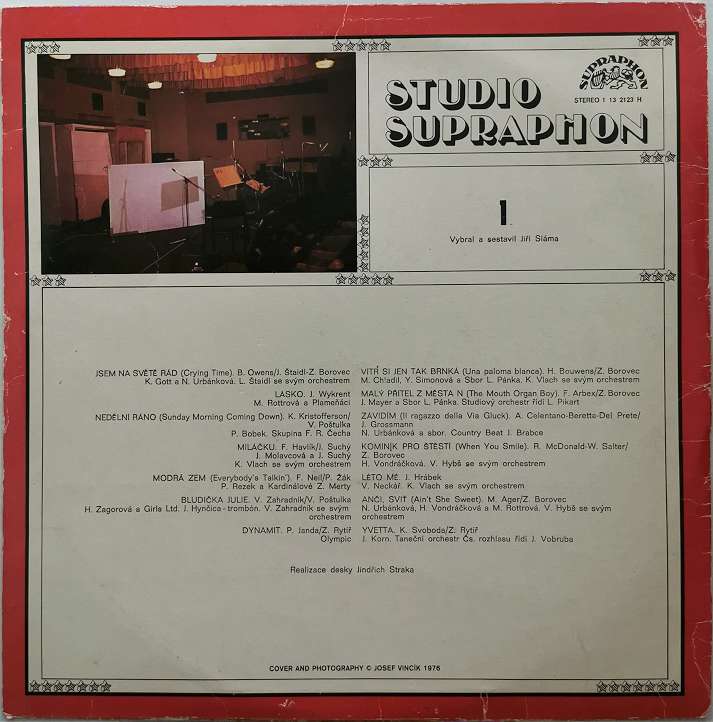 STUDIO
SUPRAPHON
SUPRAPHON
STEREO 1 13 2123 H
1
Vybral a sestavil Jiří Sláma
JSEM NA SVĚTĚ RÁD (Crying Time). B. Owens/J. Štaidl-Z. Borovec
K. Gott a N. Urbánková. L. Štaidl se svým orchestrem
LÁSKO. J. Wykrent
M. Rottrová a Plameňáci
NEDĚLNÍ RÁNO (Sunday Morning Coming Down). K. Kristofferson/
V. Poštulka
P. Bobek. Skupina F. R. Čecha
MILÁČKU. F. Havlík/J. Suchý
J. Molavcová a J. Suchý
K. Vlach se svým orchestrem
MODRÁ ZEM (Everybody's Talkin'). F. Neil/P. Žák
P. Rezek a Kardinálové Z. Merty
BLUDIČKA JULIE. V. Zahradník/V. Poštulka
H. Zagorová a Girls Ltd. J. Hynčica - trombón. V. Zahradník se svým
orchestrem
DYNAMIT. P. Janda/Z. Rytíř
Olympic
VÍTR SI JEN TAK BRNKÁ (Una paloma blanca). H. Bouwens/Z. Borovec
M. Chladil, Y. Simonová a Sbor L. Pánka. K. Vlach se svým orchestrem
MALÝ PŘÍTEL Z MĚSTA N (The Mouth Organ Boy). F. Arbex/Z. Borovec
J. Mayer a Sbor L. Pánka. Studiový orchestr řídí L. Pikart
ZÁVIDÍM (Il ragazzo della Via Gluck). A. Celentano-Berette-Del Prete/
J. Grossmann
N. Urbánková a sbor. Country Beat J. Brabce
KOMINÍK PRO ŠTĚSTÍ (When You Smile). R. McDonald-W. Salter/
Z. Borovec
H. Vondráčková. V. Hybš se svým orchestrem
LÉTO MÉ. J. Hrábek
V. Neckář. K. Vlach se svým orchestrem
ANČI, SVIT (Ain't She Sweet). M. Ager/Z. Borovec
N. Urbánková, H. Vondráčková a M. Rottrová. V. Hybš se svým
orchestrem
YVETTA. K. Svoboda/Z. Rytíř
J. Korn. Taneční orchestr Čs. rozhlasu řídí J. Vobruba
Realizace desky Jindřich Straka
COVER AND PHOTOGRAPHY © JOSEF VINCÍK 1976